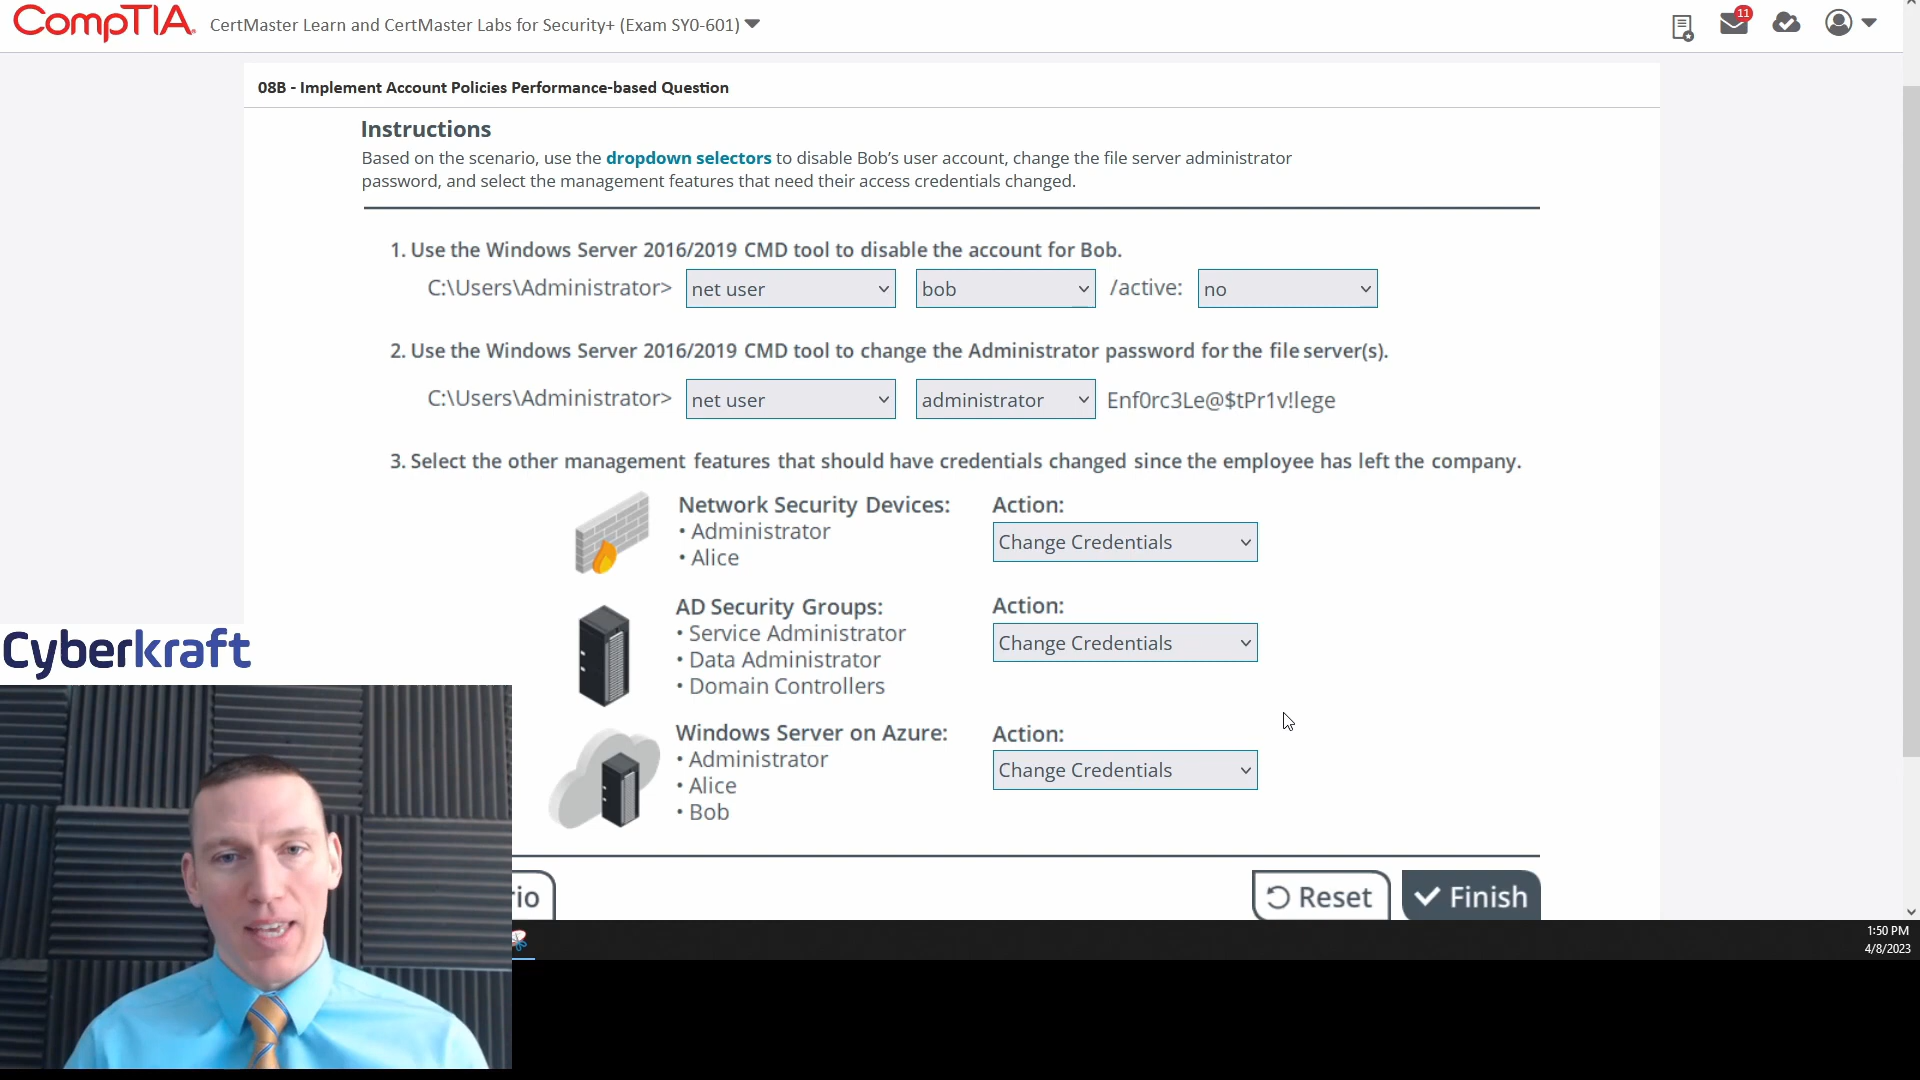 CompTIA.
CertMaster Learn and CertMaster Labs for Security+ (Exam SY0-601)
11
08B - Implement Account Policies Performance-based Question
Instructions
Based on the scenario, use the dropdown selectors to disable Bob's user account, change the file server administrator
password, and select the management features that need their access credentials changed.
1. Use the Windows Server 2016/2019 CMD tool to disable the account for Bob.
C:\Users\Administrator> net user bob /active: no
2. Use the Windows Server 2016/2019 CMD tool to change the Administrator password for the file server(s).
C:\Users\Administrator> net user administrator Enf0rc3Le@$tPr1v!lege
3. Select the other management features that should have credentials changed since the employee has left the company.
Network Security Devices: Action:
• Administrator Change Credentials
• Alice
AD Security Groups: Action:
• Service Administrator Change Credentials
• Data Administrator
• Domain Controllers
Windows Server on Azure: Action:
• Administrator Change Credentials
• Alice
• Bob
Cyberkraft
io
Reset
Finish
1:50 PM
4/8/2023